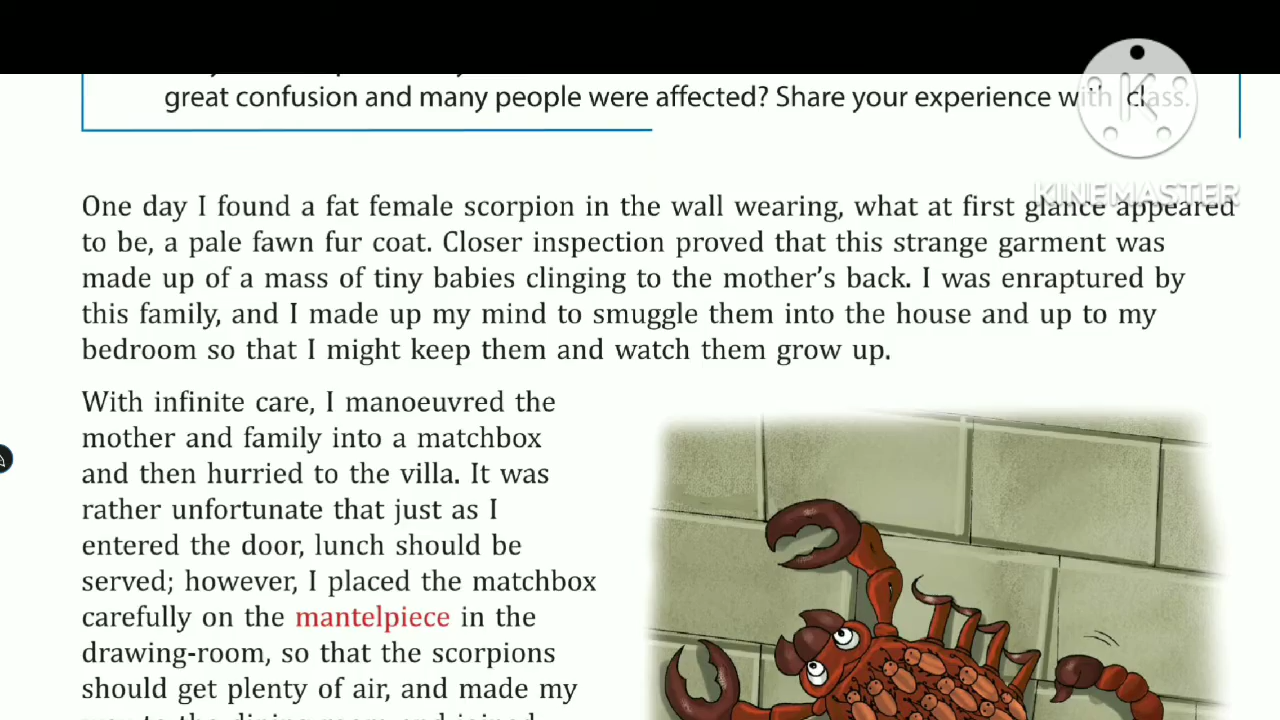 great confusion and many people were affected? Share your experience with class.
KINEMASTER
One day I found a fat female scorpion in the wall wearing, what at first glance appeared
to be, a pale fawn fur coat. Closer inspection proved that this strange garment was
made up of a mass of tiny babies clinging to the mother’s back. I was enraptured by
this family, and I made up my mind to smuggle them into the house and up to my
bedroom so that I might keep them and watch them grow up.
With infinite care, I manoeuvred the
mother and family into a matchbox
and then hurried to the villa. It was
rather unfortunate that just as I
entered the door, lunch should be
served; however, I placed the matchbox
carefully on the mantelpiece in the
drawing-room, so that the scorpions
should get plenty of air, and made my
way to the dining room and joined